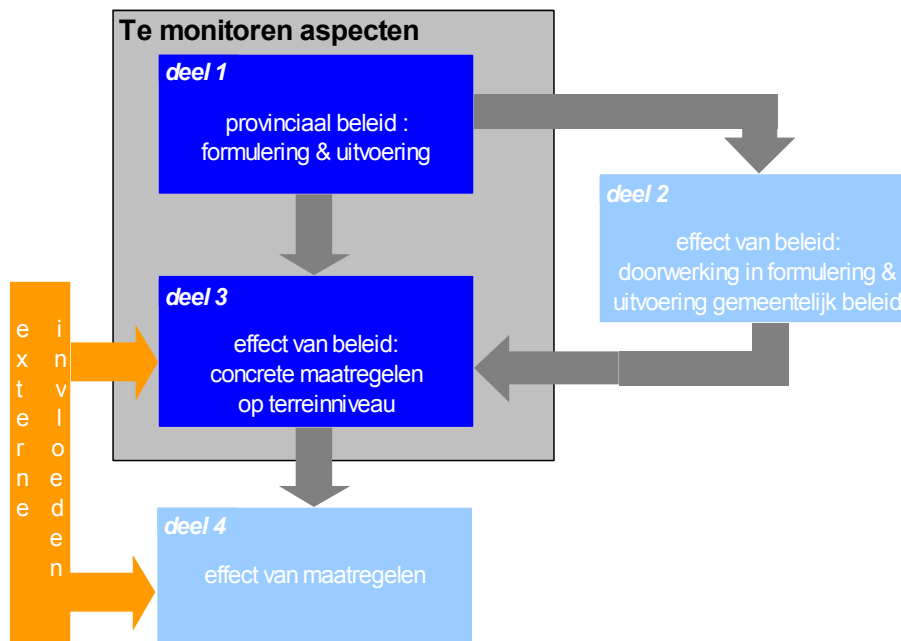 Te monitoren aspecten
deel 1
provinciaal beleid :
formulering & uitvoering
deel 2
effect van beleid:
doorwerking in formulering &
uitvoering gemeentelijk beleid
deel 3
effect van beleid:
concrete maatregelen
op terreinniveau
externe
invloeden
deel 4
effect van maatregelen